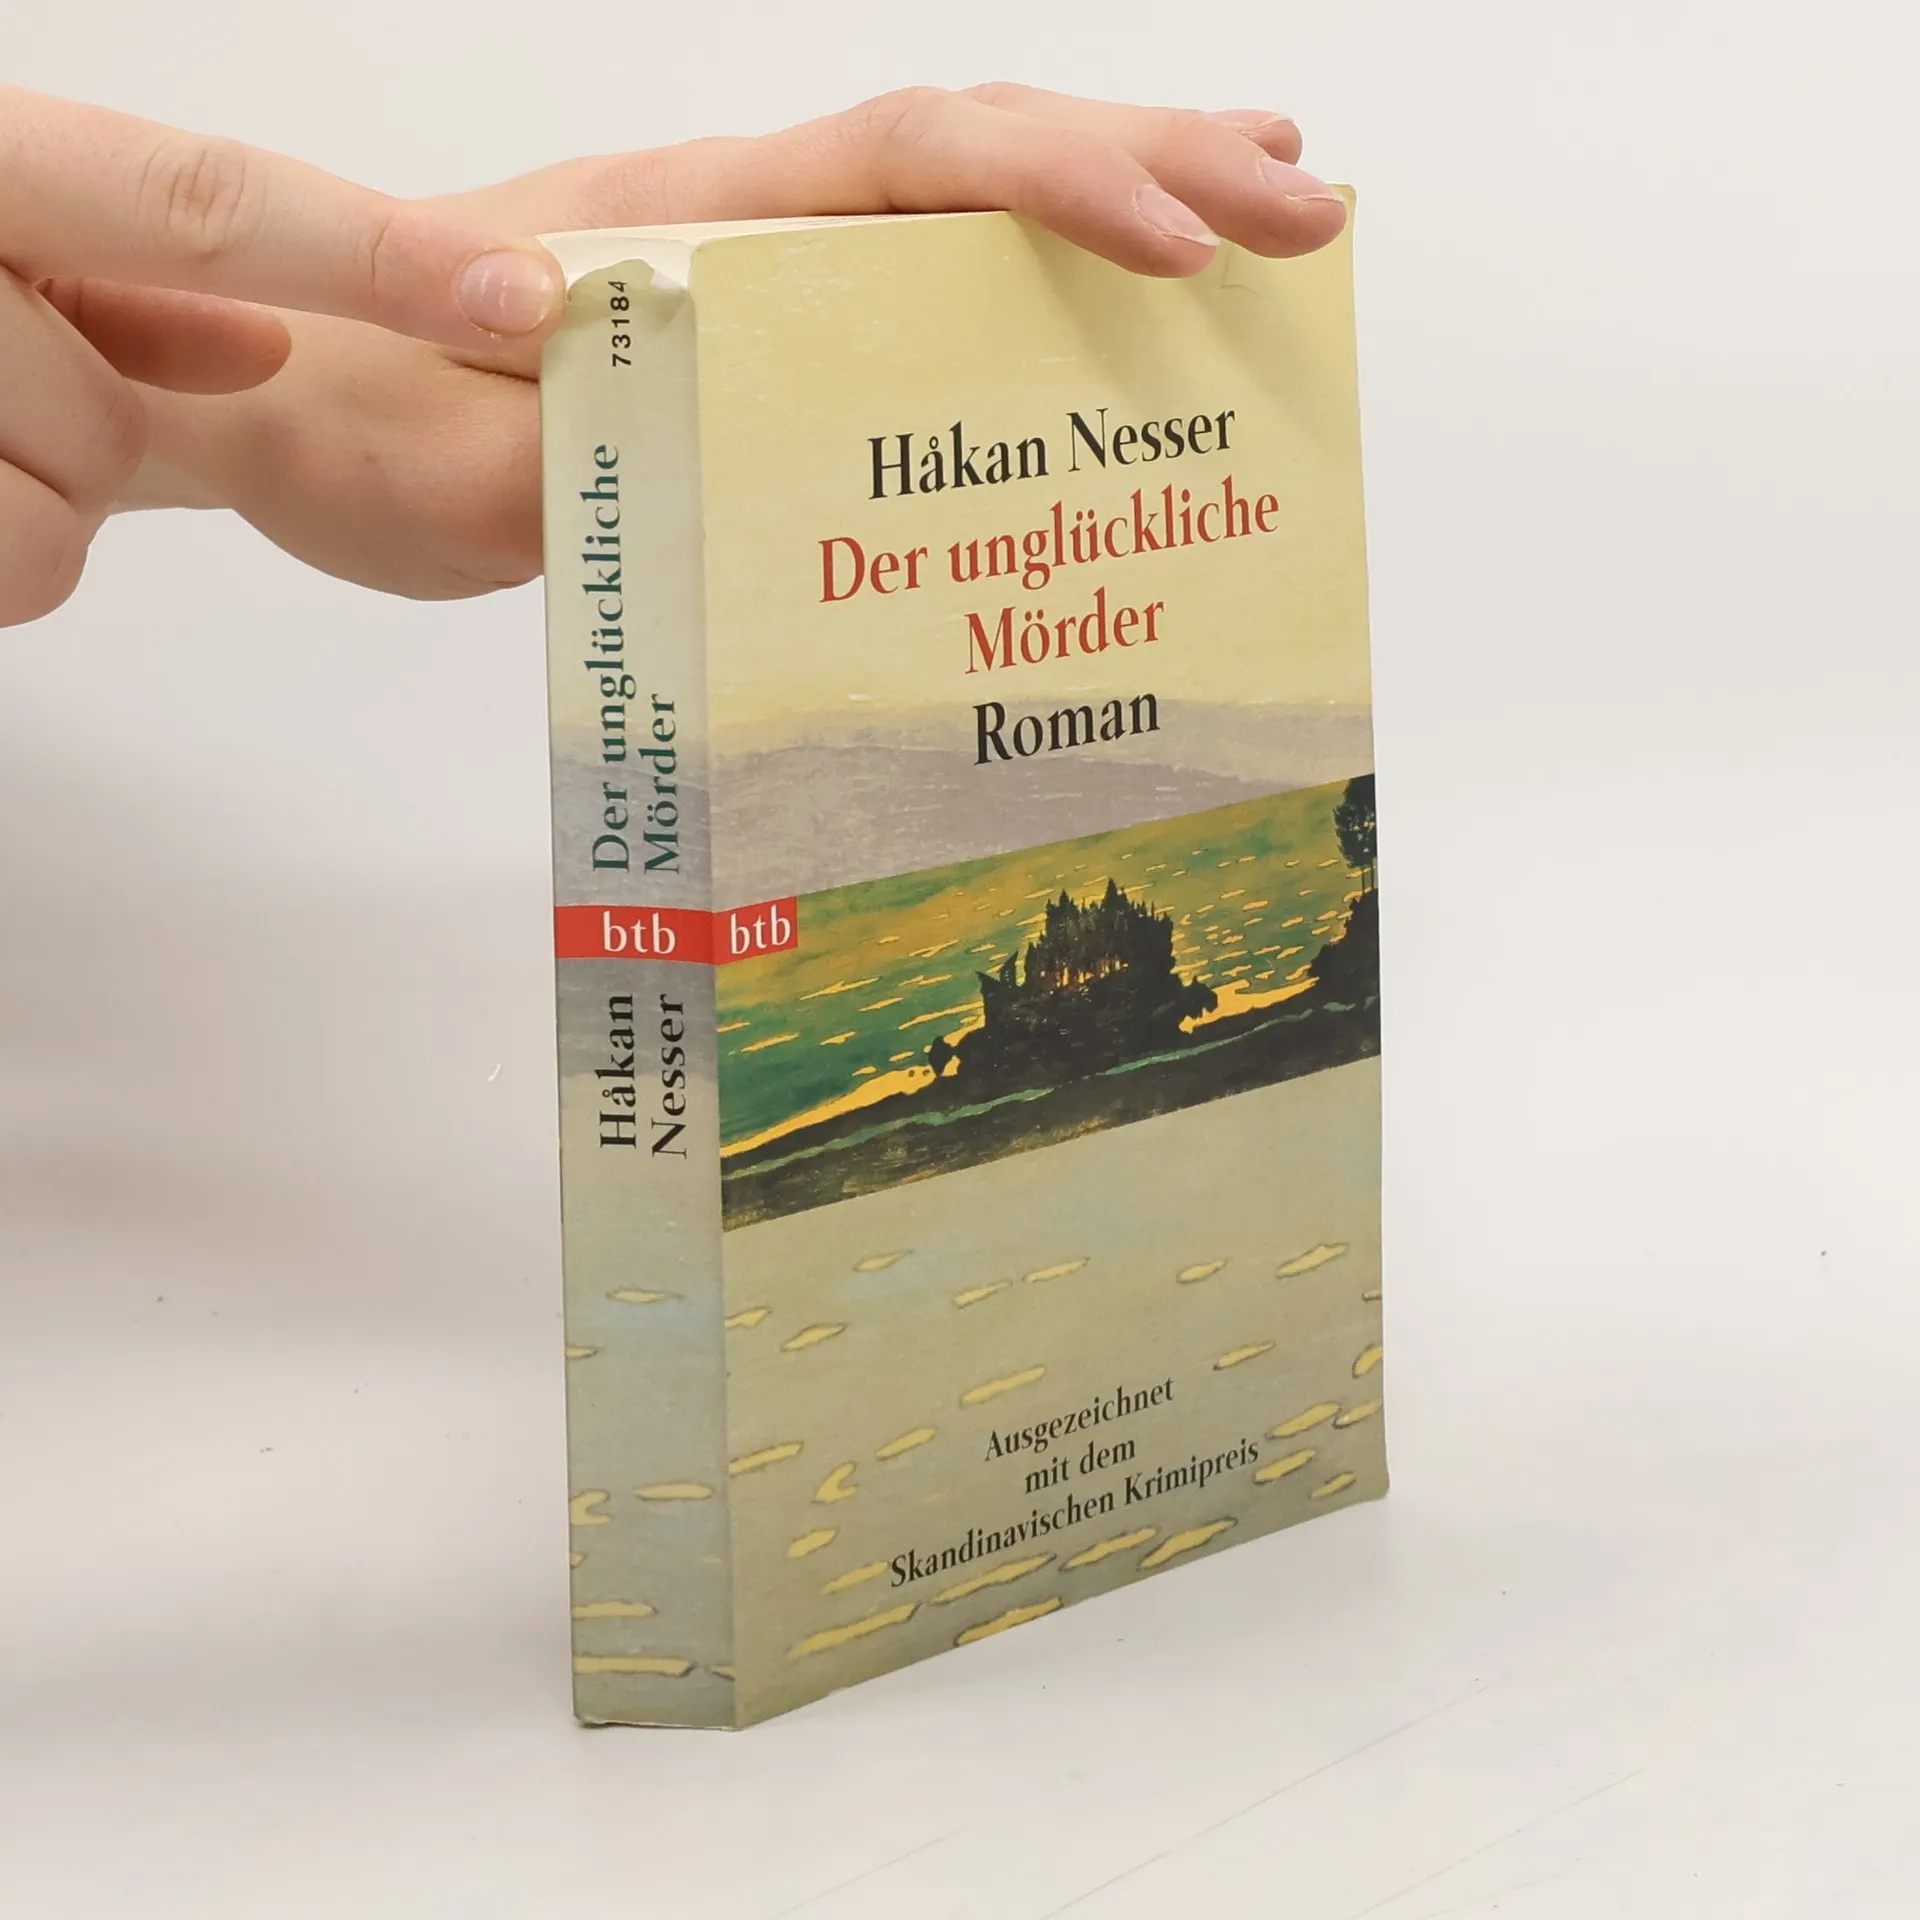 73184
Der unglückliche
Mörder
btb
Håkan
Nesser
Håkan Nesser
Der unglückliche
Mörder
Roman
btb
Ausgezeichnet
mit dem
Skandinavischen Krimipreis